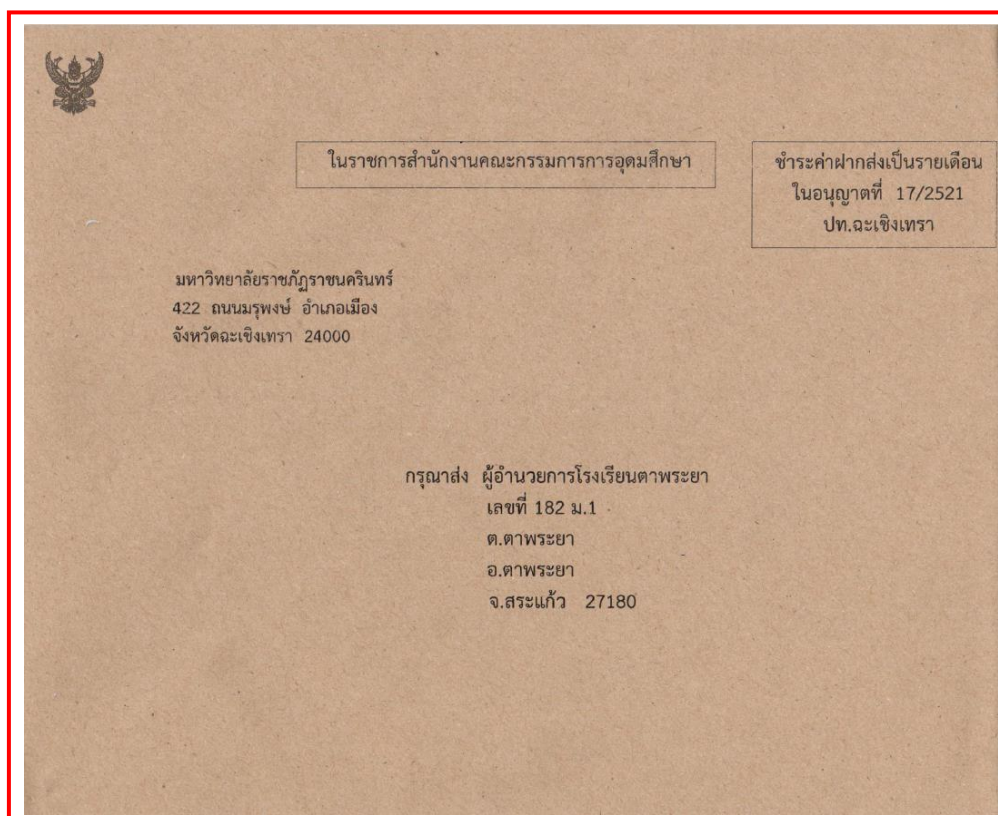 ในราชการสำนักงานคณะกรรมการการอุดมศึกษา
ชำระค่าฝากส่งเป็นรายเดือน
ในอนุญาตที่ 17/2521
ปท.ฉะเชิงเทรา
มหาวิทยาลัยราชภัฏราชนครินทร์
422 ถนนมรุพงษ์ อำเภอเมือง
จังหวัดฉะเชิงเทรา 24000
กรุณาส่ง ผู้อำนวยการโรงเรียนตาพระยา
เลขที่ 182 ม.1
ต.ตาพระยา
อ.ตาพระยา
จ.สระแก้ว 27180